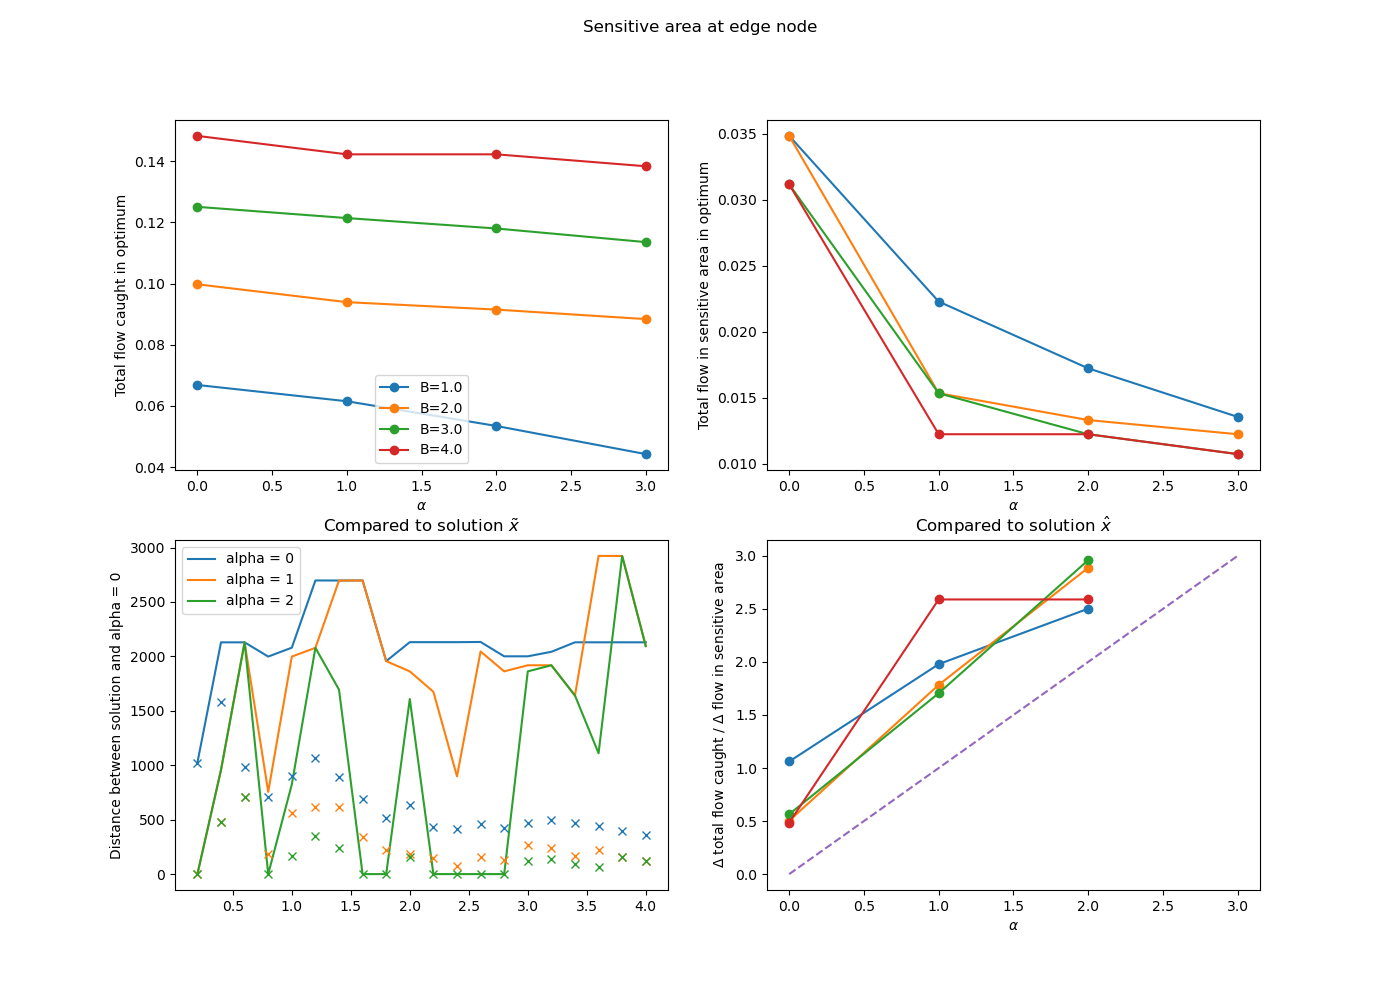 Sensitive area at edge node
Total flow caught in optimum
0.14
0.12
0.10
0.08
0.06
0.04
B=1.0
B=2.0
B=3.0
B=4.0
0.0 0.5 1.0 1.5 2.0 2.5 3.0
α
Total flow in sensitive area in optimum
0.035
0.030
0.025
0.020
0.015
0.010
0.0 0.5 1.0 1.5 2.0 2.5 3.0
α
Compared to solution x̃
Distance between solution and alpha = 0
3000
2500
2000
1500
1000
500
0
alpha = 0
alpha = 1
alpha = 2
0.5 1.0 1.5 2.0 2.5 3.0 3.5 4.0
Compared to solution x̂
Δ total flow caught / Δ flow in sensitive area
3.0
2.5
2.0
1.5
1.0
0.5
0.0
0.0 0.5 1.0 1.5 2.0 2.5 3.0
α